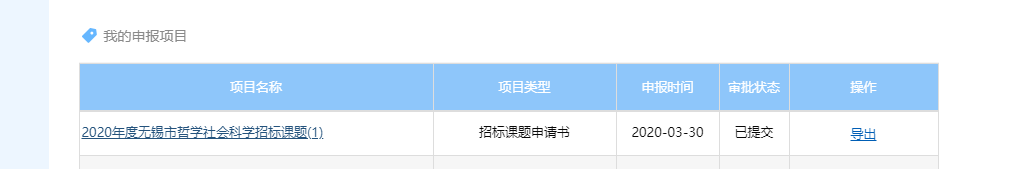 我的申报项目
项目名称 项目类型 申报时间 审批状态 操作
2020年度无锡市哲学社会科学招标课题(1) 招标课题申请书 2020-03-30 已提交 导出